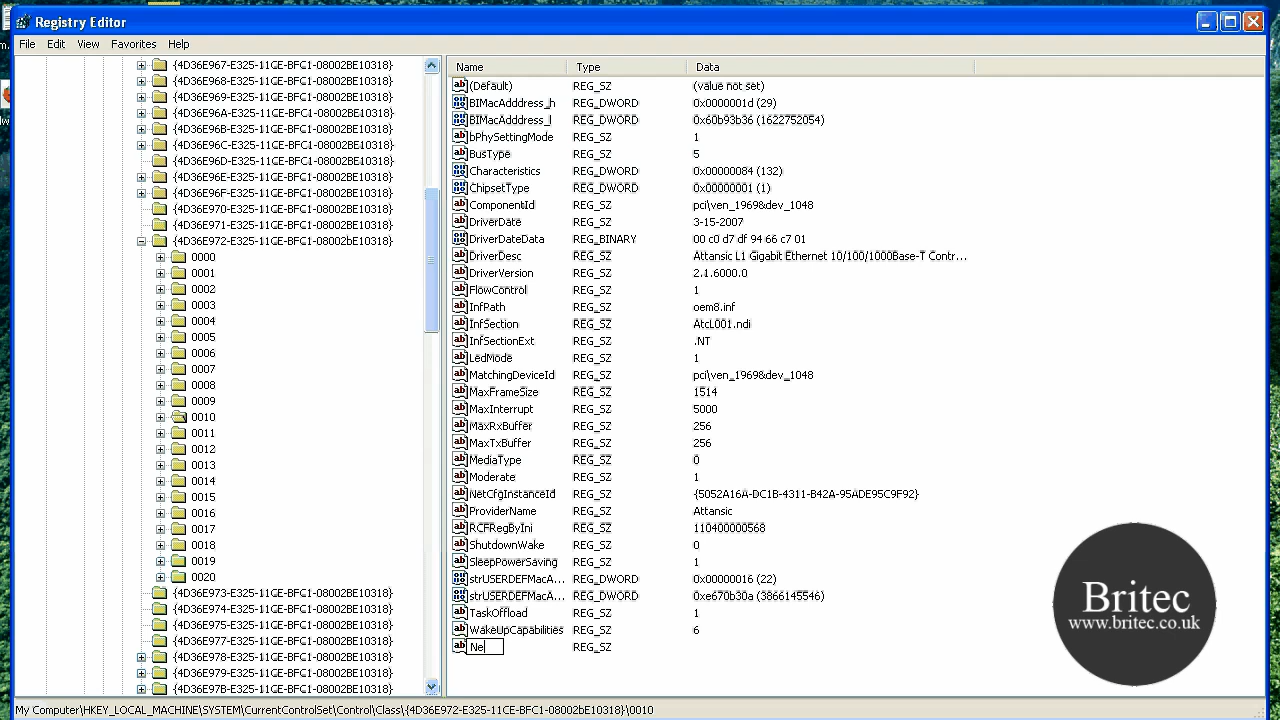 Registry Editor
File Edit View Favorites Help
{4D36E967-E325-11CE-BFC1-08002BE10318}
{4D36E968-E325-11CE-BFC1-08002BE10318}
{4D36E969-E325-11CE-BFC1-08002BE10318}
{4D36E96A-E325-11CE-BFC1-08002BE10318}
{4D36E96B-E325-11CE-BFC1-08002BE10318}
{4D36E96C-E325-11CE-BFC1-08002BE10318}
{4D36E96D-E325-11CE-BFC1-08002BE10318}
{4D36E96E-E325-11CE-BFC1-08002BE10318}
{4D36E96F-E325-11CE-BFC1-08002BE10318}
{4D36E970-E325-11CE-BFC1-08002BE10318}
{4D36E971-E325-11CE-BFC1-08002BE10318}
{4D36E972-E325-11CE-BFC1-08002bE10318}
0000
0001
0002
0003
0004
0005
0006
0007
0008
0009
0010
0011
0012
0013
0014
0015
0016
0017
0018
0019
0020
{4D36E973-E325-11CE-BFC1-08002BE10318}
{4D36E974-E325-11CE-BFC1-08002BE10318}
{4D36E975-E325-11CE-BFC1-08002BE10318}
{4D36E977-E325-11CE-BFC1-08002BE10318}
{4D36E978-E325-11CE-BFC1-08002BE10318}
{4D36E979-E325-11CE-BFC1-08002BE10318}
{4D36E97B-E325-11CE-BFC1-08002BE10318}
Name Type Data
(Default) REG_SZ (value not set)
BIMacAdddress_h REG_DWORD 0x0000001d (29)
BIMacAdddress_l REG_DWORD 0x60b93b36 (1622752054)
bPhySettingMode REG_SZ 1
BusType REG_SZ 5
Characteristics REG_DWORD 0x00000084 (132)
ChipsetType REG_DWORD 0x00000001 (1)
ComponentId REG_SZ pci\ven_1969&dev_1048
DriverDate REG_SZ 3-15-2007
DriverDateData REG_BINARY 00 c0 d7 df 94 66 c7 01
DriverDesc REG_SZ Attansic L1 Gigabit Ethernet 10/100/1000Base-T Contr...
DriverVersion REG_SZ 2.1.6000.0
FlowControl REG_SZ 1
InfPath REG_SZ oem8.inf
InfSection REG_SZ AtcL001.ndi
InfSectionExt REG_SZ .NT
LedMode REG_SZ 1
MatchingDeviceId REG_SZ pci\ven_1969&dev_1048
MaxFrameSize REG_SZ 1514
MaxInterrupt REG_SZ 5000
MaxRxBuffer REG_SZ 256
MaxTxBuffer REG_SZ 256
MediaType REG_SZ 0
Moderate REG_SZ 1
NetCfgInstanceId REG_SZ {5052A16A-DC1B-4311-B42A-95ADE95C9F92}
ProviderName REG_SZ Attansic
RCFRegByIni REG_SZ 110400000568
ShutdownWake REG_SZ 0
SleepPowerSaving REG_SZ 1
strUSERDEFMacA... REG_DWORD 0x00000016 (22)
strUSERDEFMacA... REG_DWORD 0xe670b30a (3866145546)
TaskOffload REG_SZ 1
WakeUpCapabilities REG_SZ 6
Ne REG_SZ
Britec
www.britec.co.uk
My Computer\HKEY_LOCAL_MACHINE\SYSTEM\CurrentControlSet\Control\Class\{4D36E972-E325-11CE-BFC1-08002bE10318}\0010